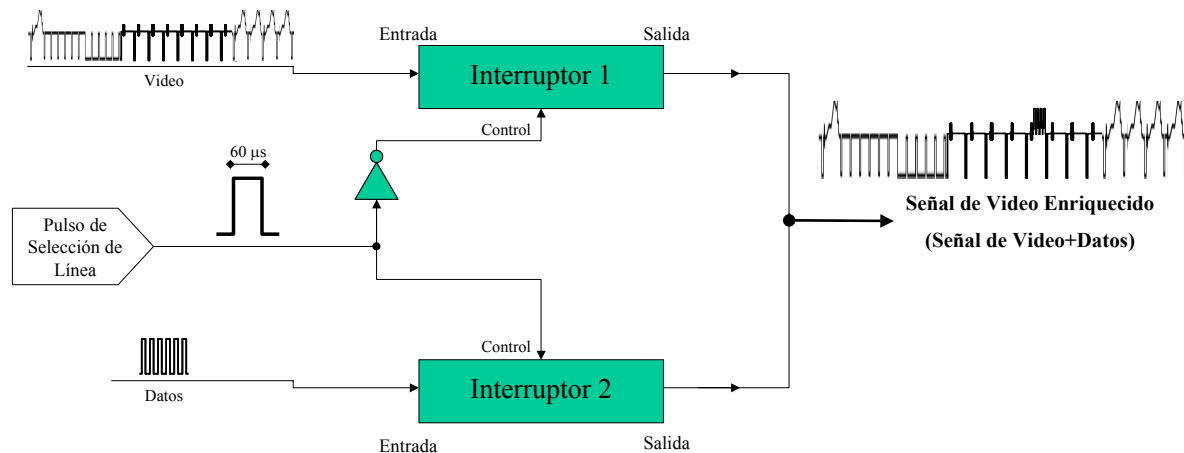 Entrada
Salida
Interruptor 1
Video
Control
60 µs
Pulso de
Selección de
Línea
Señal de Video Enriquecido
(Señal de Video+Datos)
Control
Interruptor 2
Datos
Entrada
Salida